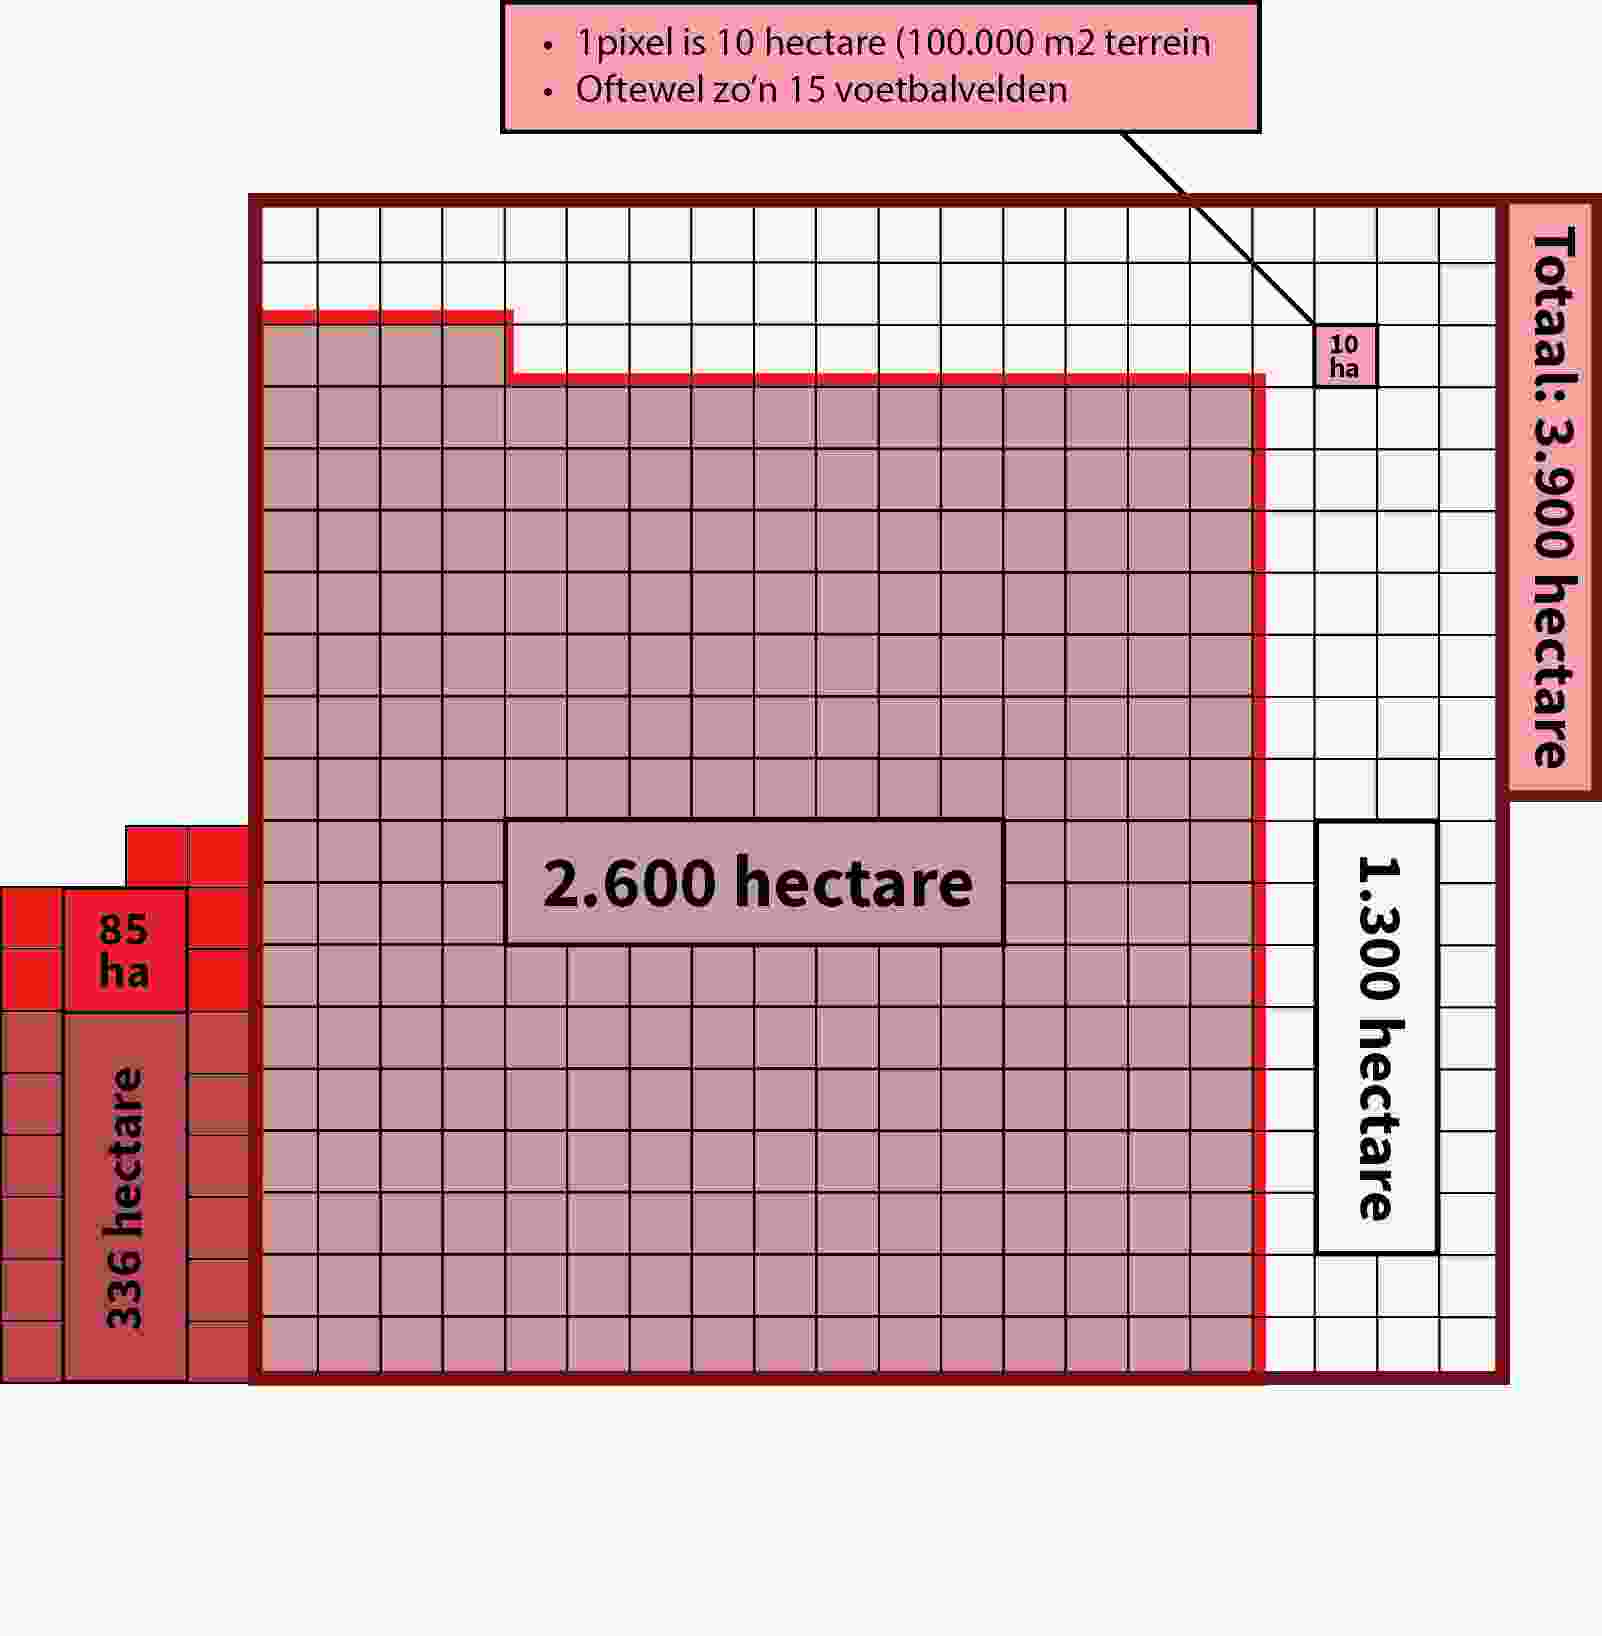 • 1pixel is 10 hectare (100.000 m2 terrein
• Oftewel zo'n 15 voetbalvelden
10
ha
Totaal: 3.900 hectare
2.600 hectare
1.300 hectare
85
ha
336 hectare